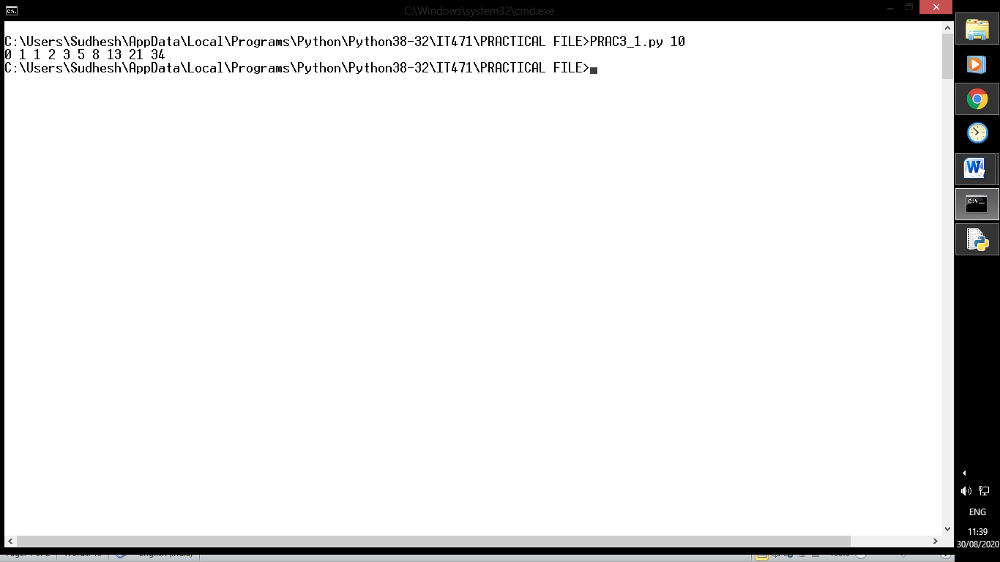 C:\Windows\system32\cmd.exe
C:\Users\Sudhesh\AppData\Local\Programs\Python\Python38-32\IT471\PRACTICAL FILE>PRAC3_1.py 10
0 1 1 2 3 5 8 13 21 34
C:\Users\Sudhesh\AppData\Local\Programs\Python\Python38-32\IT471\PRACTICAL FILE>
ENG
11:39
30/08/2020
English (India)